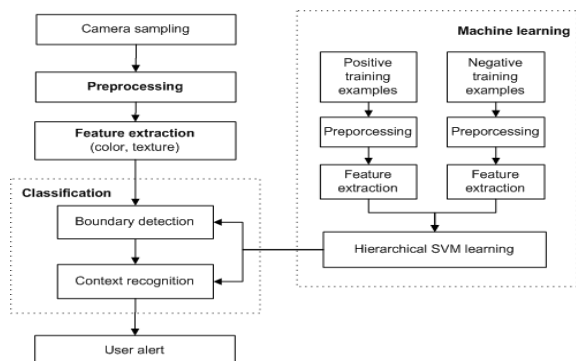 Camera sampling
Preprocessing
Feature extraction
(color, texture)
Classification
Boundary detection
Context recognition
User alert
Machine learning
Positive
training
examples
Negative
training
examples
Preporcessing
Preporcessing
Feature
extraction
Feature
extraction
Hierarchical SVM learning